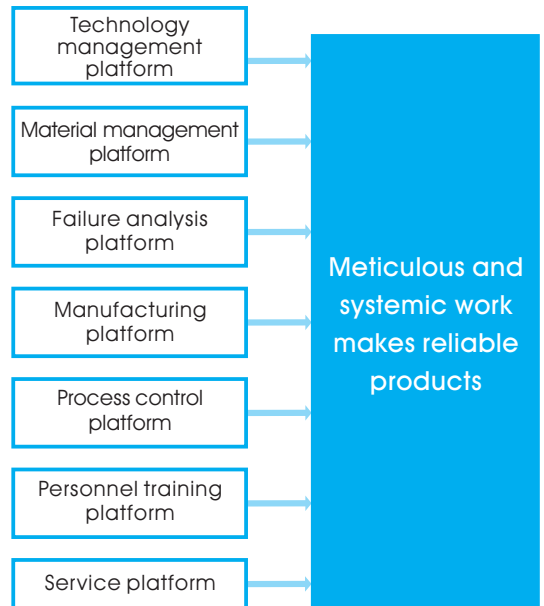 Technology
management
platform
Material management
platform
Failure analysis
platform
Manufacturing
platform
Process control
platform
Personnel training
platform
Service platform
Meticulous and
systemic work
makes reliable
products